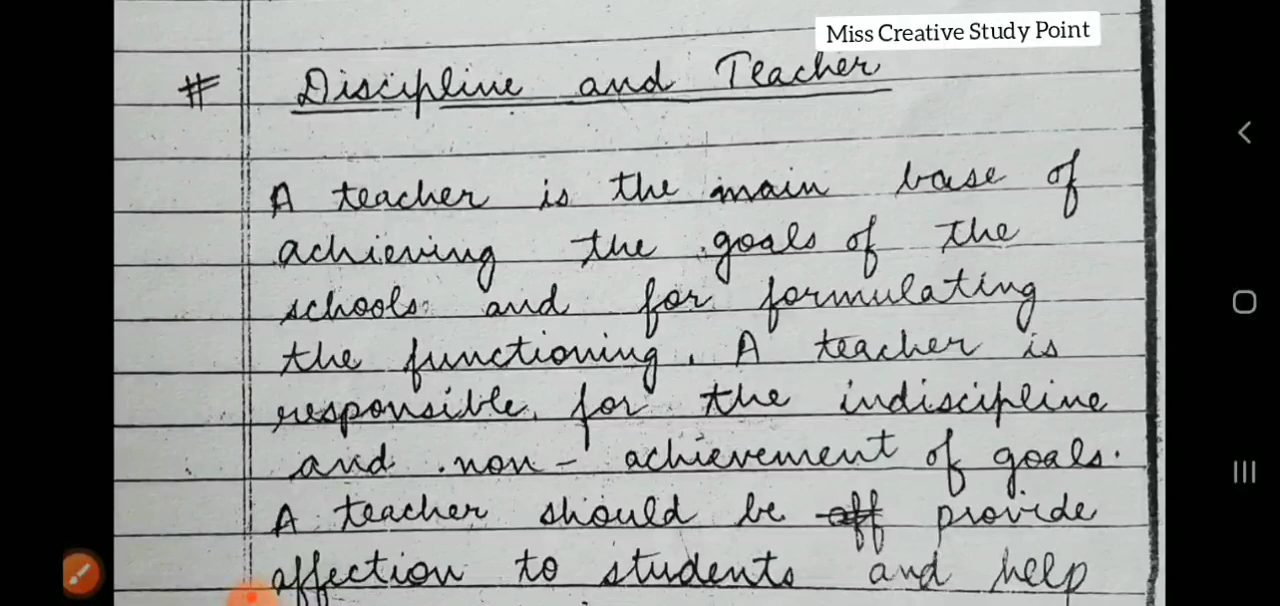 Miss Creative Study Point
# Discipline and Teacher
A teacher is the main base of
achieving the goals of the
schools and for formulating
the functioning. A teacher is
responsible for the indiscipline
and non-achievement of goals.
A teacher should be off provide
affection to students and help